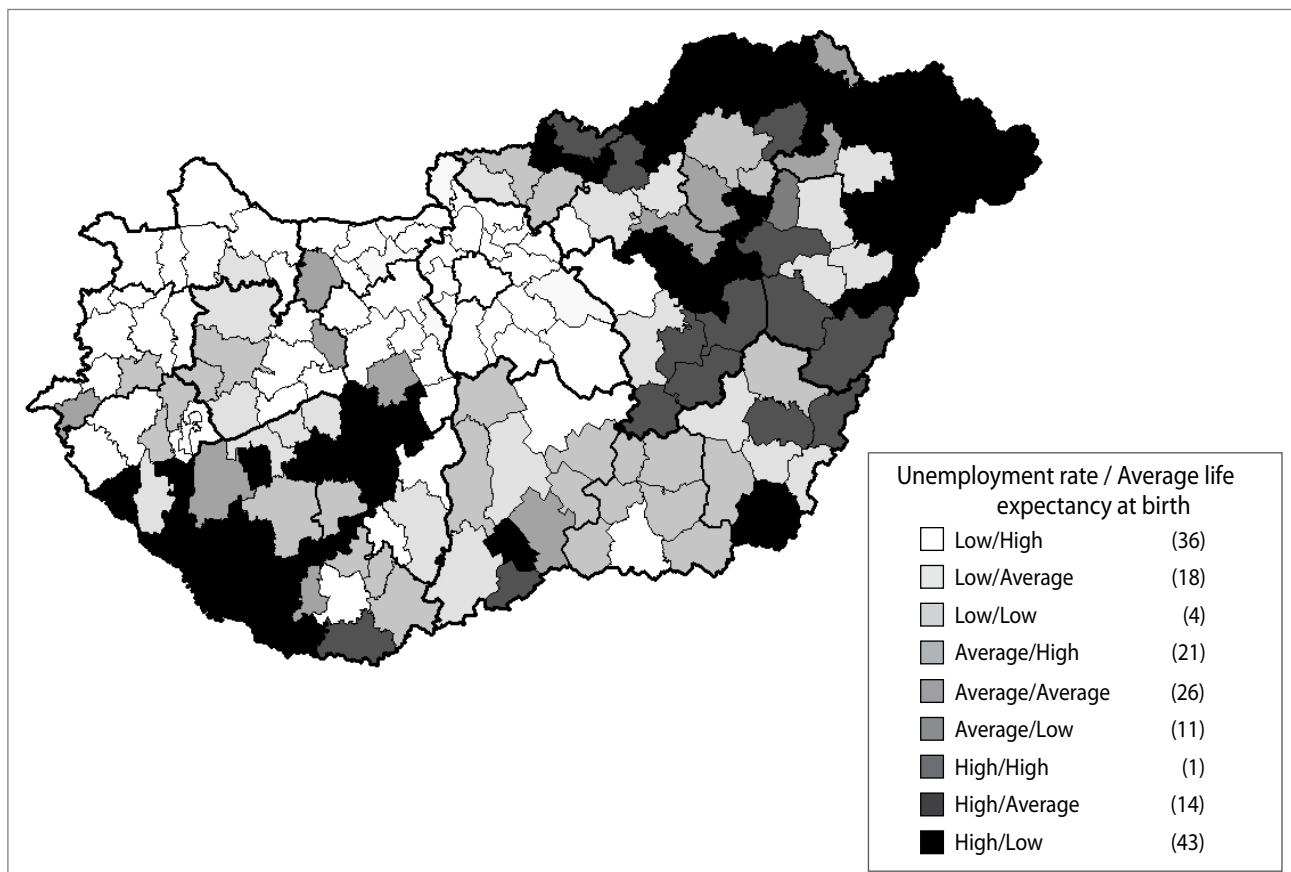 Unemployment rate / Average life
expectancy at birth
Low/High (36)
Low/Average (18)
Low/Low (4)
Average/High (21)
Average/Average (26)
Average/Low (11)
High/High (1)
High/Average (14)
High/Low (43)